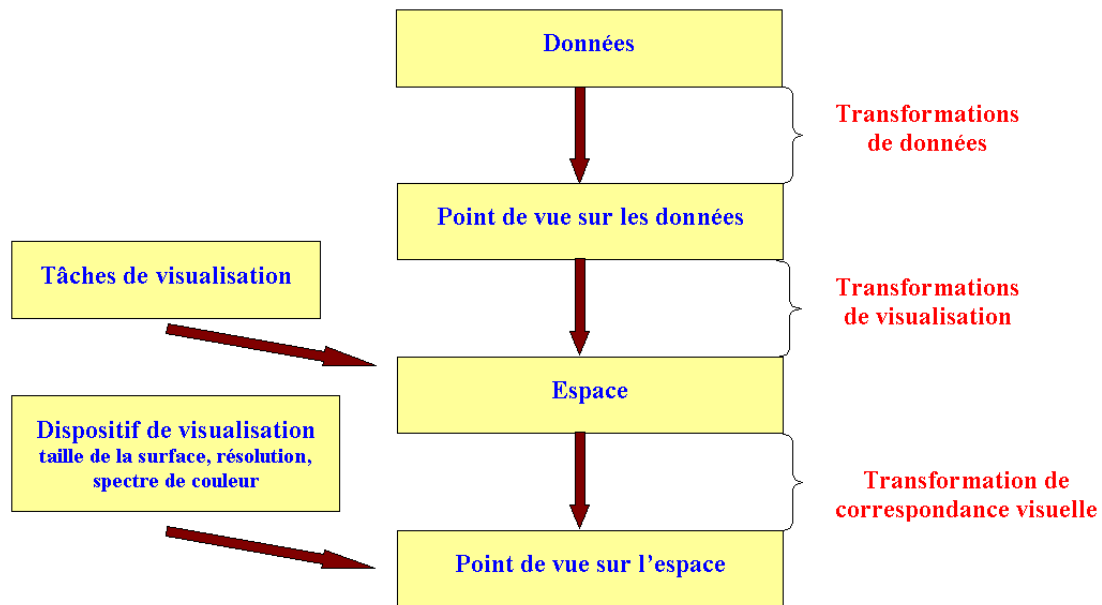 Données
Transformations
de données
Point de vue sur les données
Tâches de visualisation
Transformations
de visualisation
Espace
Dispositif de visualisation
taille de la surface, résolution,
spectre de couleur
Transformation de
correspondance visuelle
Point de vue sur l’espace